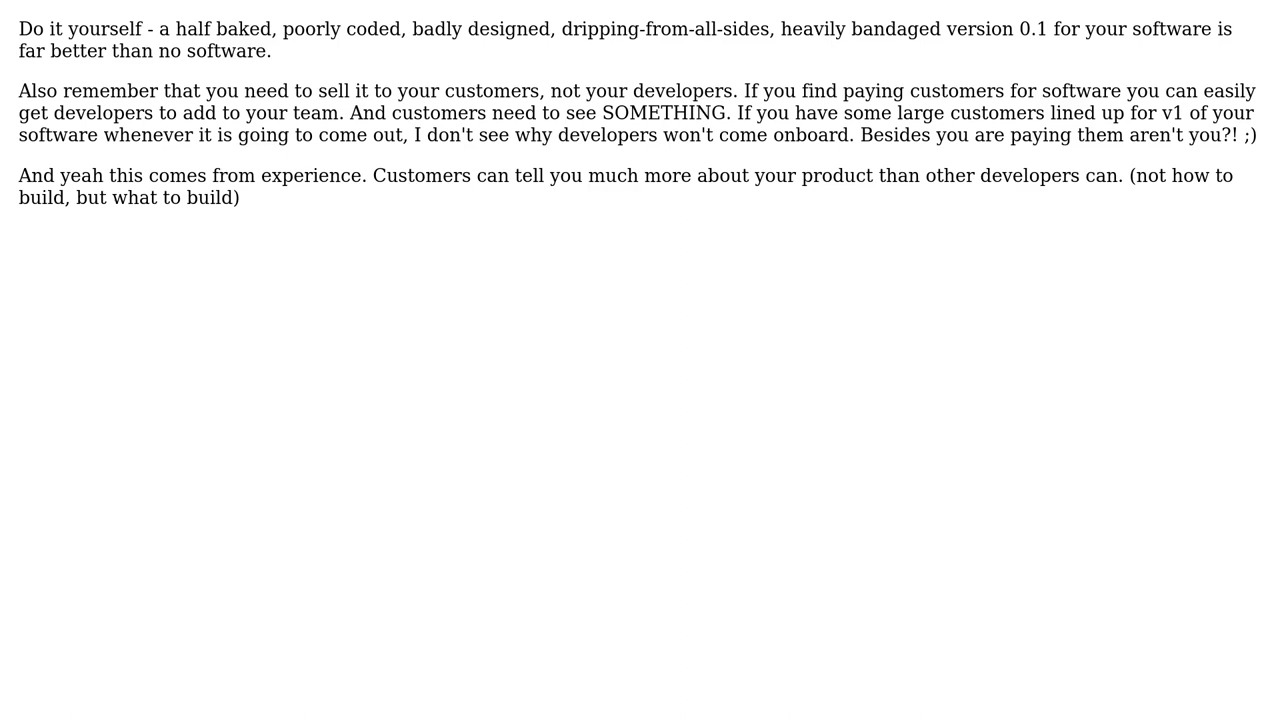 Do it yourself - a half baked, poorly coded, badly designed, dripping-from-all-sides, heavily bandaged version 0.1 for your software is
far better than no software.
Also remember that you need to sell it to your customers, not your developers. If you find paying customers for software you can easily
get developers to add to your team. And customers need to see SOMETHING. If you have some large customers lined up for v1 of your
software whenever it is going to come out, I don't see why developers won't come onboard. Besides you are paying them aren't you?! ;)
And yeah this comes from experience. Customers can tell you much more about your product than other developers can. (not how to
build, but what to build)